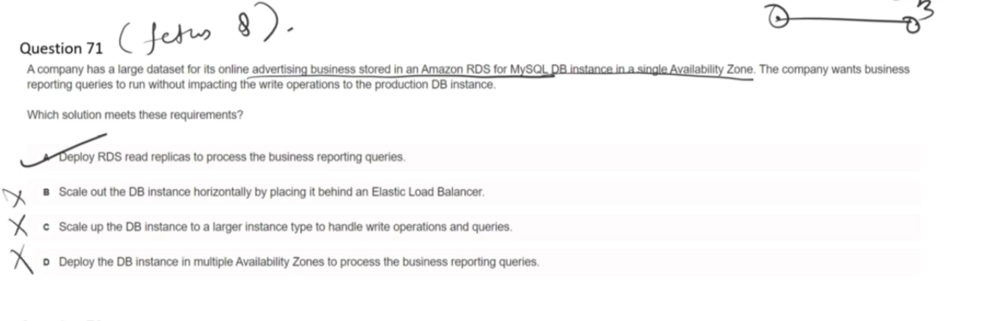 Question 71 ( fetus 8 ).
3
A company has a large dataset for its online advertising business stored in an Amazon RDS for MySQL DB instance in a single Availability Zone. The company wants business
reporting queries to run without impacting the write operations to the production DB instance.
Which solution meets these requirements?
A Deploy RDS read replicas to process the business reporting queries.
B Scale out the DB instance horizontally by placing it behind an Elastic Load Balancer.
C Scale up the DB instance to a larger instance type to handle write operations and queries.
D Deploy the DB instance in multiple Availability Zones to process the business reporting queries.